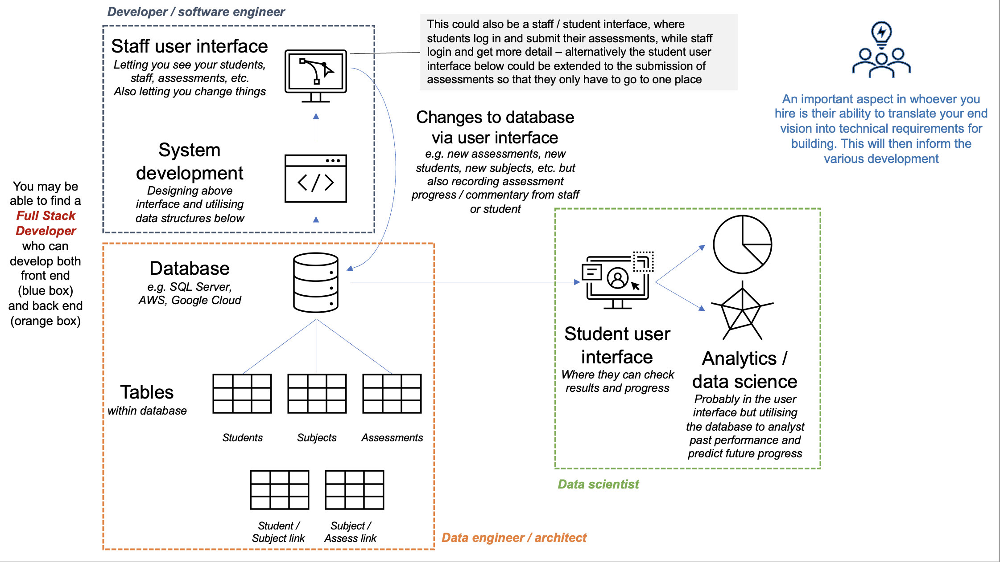 Developer / software engineer
Staff user interface
Letting you see your students,
staff, assessments, etc.
Also letting you change things
This could also be a staff / student interface, where
students log in and submit their assessments, while staff
login and get more detail – alternatively the student user
interface below could be extended to the submission of
assessments so that they only have to go to one place
An important aspect in whoever you
hire is their ability to translate your end
vision into technical requirements for
building. This will then inform the
various development
System
development
Designing above
interface and utilising
data structures below
Changes to database
via user interface
e.g. new assessments, new
students, new subjects, etc. but
also recording assessment
progress / commentary from staff
or student
You may be
able to find a
Full Stack
Developer
who can
develop both
front end
(blue box)
and back end
(orange box)
Database
e.g. SQL Server,
AWS, Google Cloud
Tables
within database
Students
Subjects
Assessments
Student /
Subject link
Subject /
Assess link
Data engineer / architect
Student user
interface
Where they can check
results and progress
Analytics /
data science
Probably in the user
interface but utilising
the database to analyst
past performance and
predict future progress
Data scientist